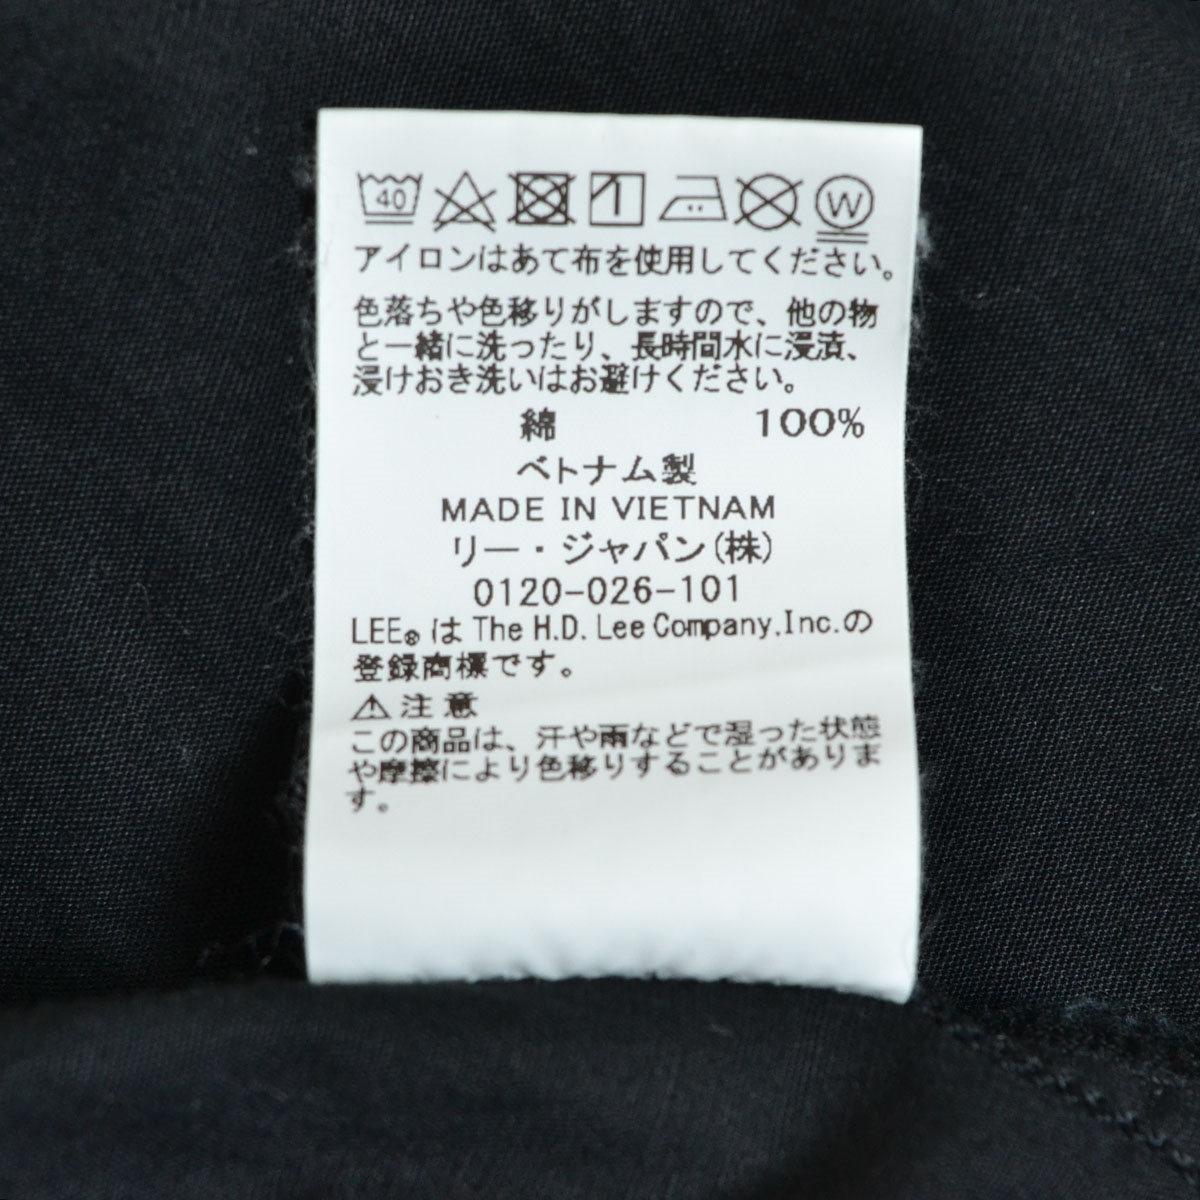 40 W
アイロンはあて布を使用してください。
色落ちや色移りがしますので、他の物
と一緒に洗ったり、長時間水に浸漬、
浸けおき洗いはお避けください。
綿 100%
ベトナム製
MADE IN VIETNAM
リー・ジャパン(株)
0120-026-101
LEE®は The H.D. Lee Company,Inc.の
登録商標です。
⚠注意
この商品は、汗や雨などで湿った状態
や摩擦により色移りすることがありま
す。